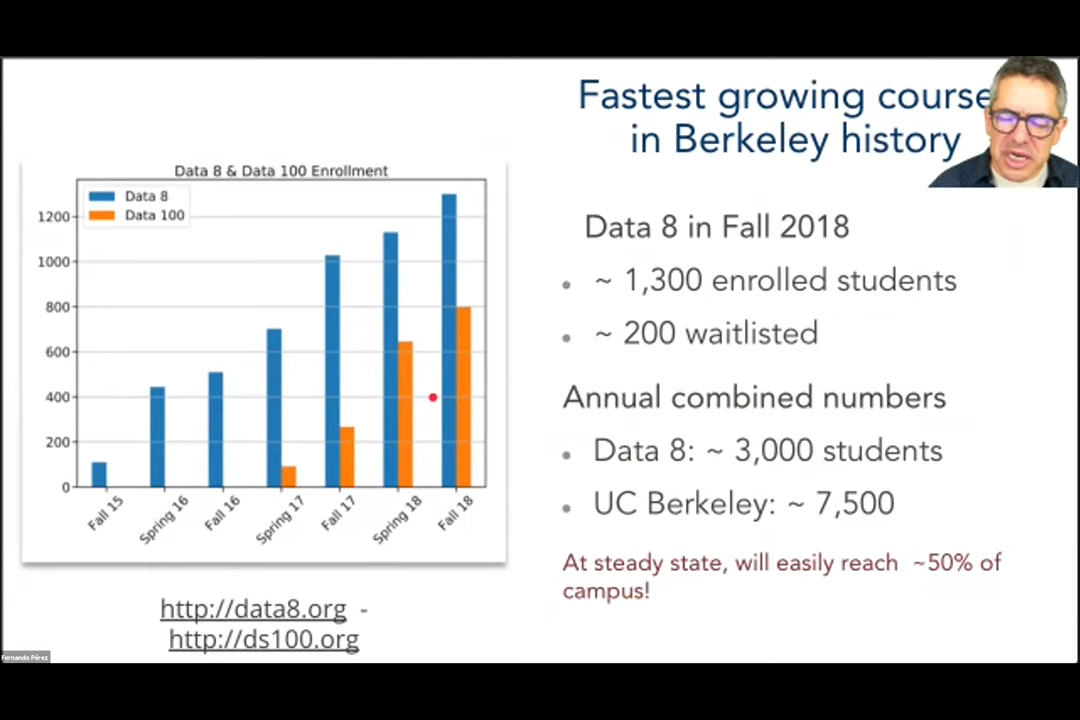 Fastest growing course
in Berkeley history
Data 8 & Data 100 Enrollment
Data 8
Data 100
1200
1000
800
600
400
200
0
Fall 15
Spring 16
Fall 16
Spring 17
Fall 17
Spring 18
Fall 18
http://data8.org -
http://ds100.org
Data 8 in Fall 2018
• ~ 1,300 enrolled students
• ~ 200 waitlisted
Annual combined numbers
• Data 8: ~ 3,000 students
• UC Berkeley: ~ 7,500
At steady state, will easily reach ~50% of
campus!
Fernando Pérez